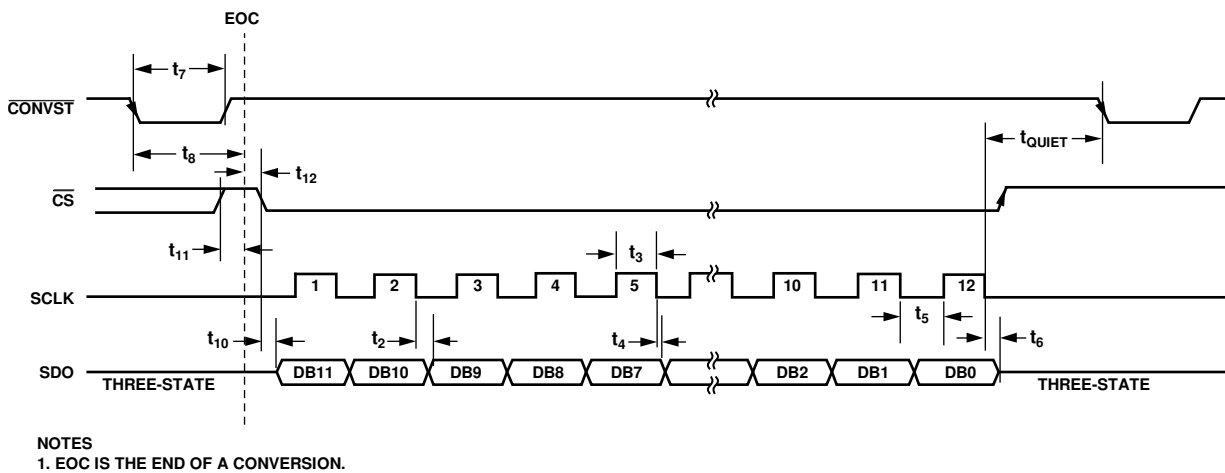 EOC
t7
CONVST
t8
tQUIET
t12
CS
t11
t3
1 2 3 4 5 10 11 12
SCLK
t5
t10
t2
t4
t6
SDO
THREE-STATE
DB11 DB10 DB9 DB8 DB7 DB2 DB1 DB0
THREE-STATE
NOTES
1. EOC IS THE END OF A CONVERSION.